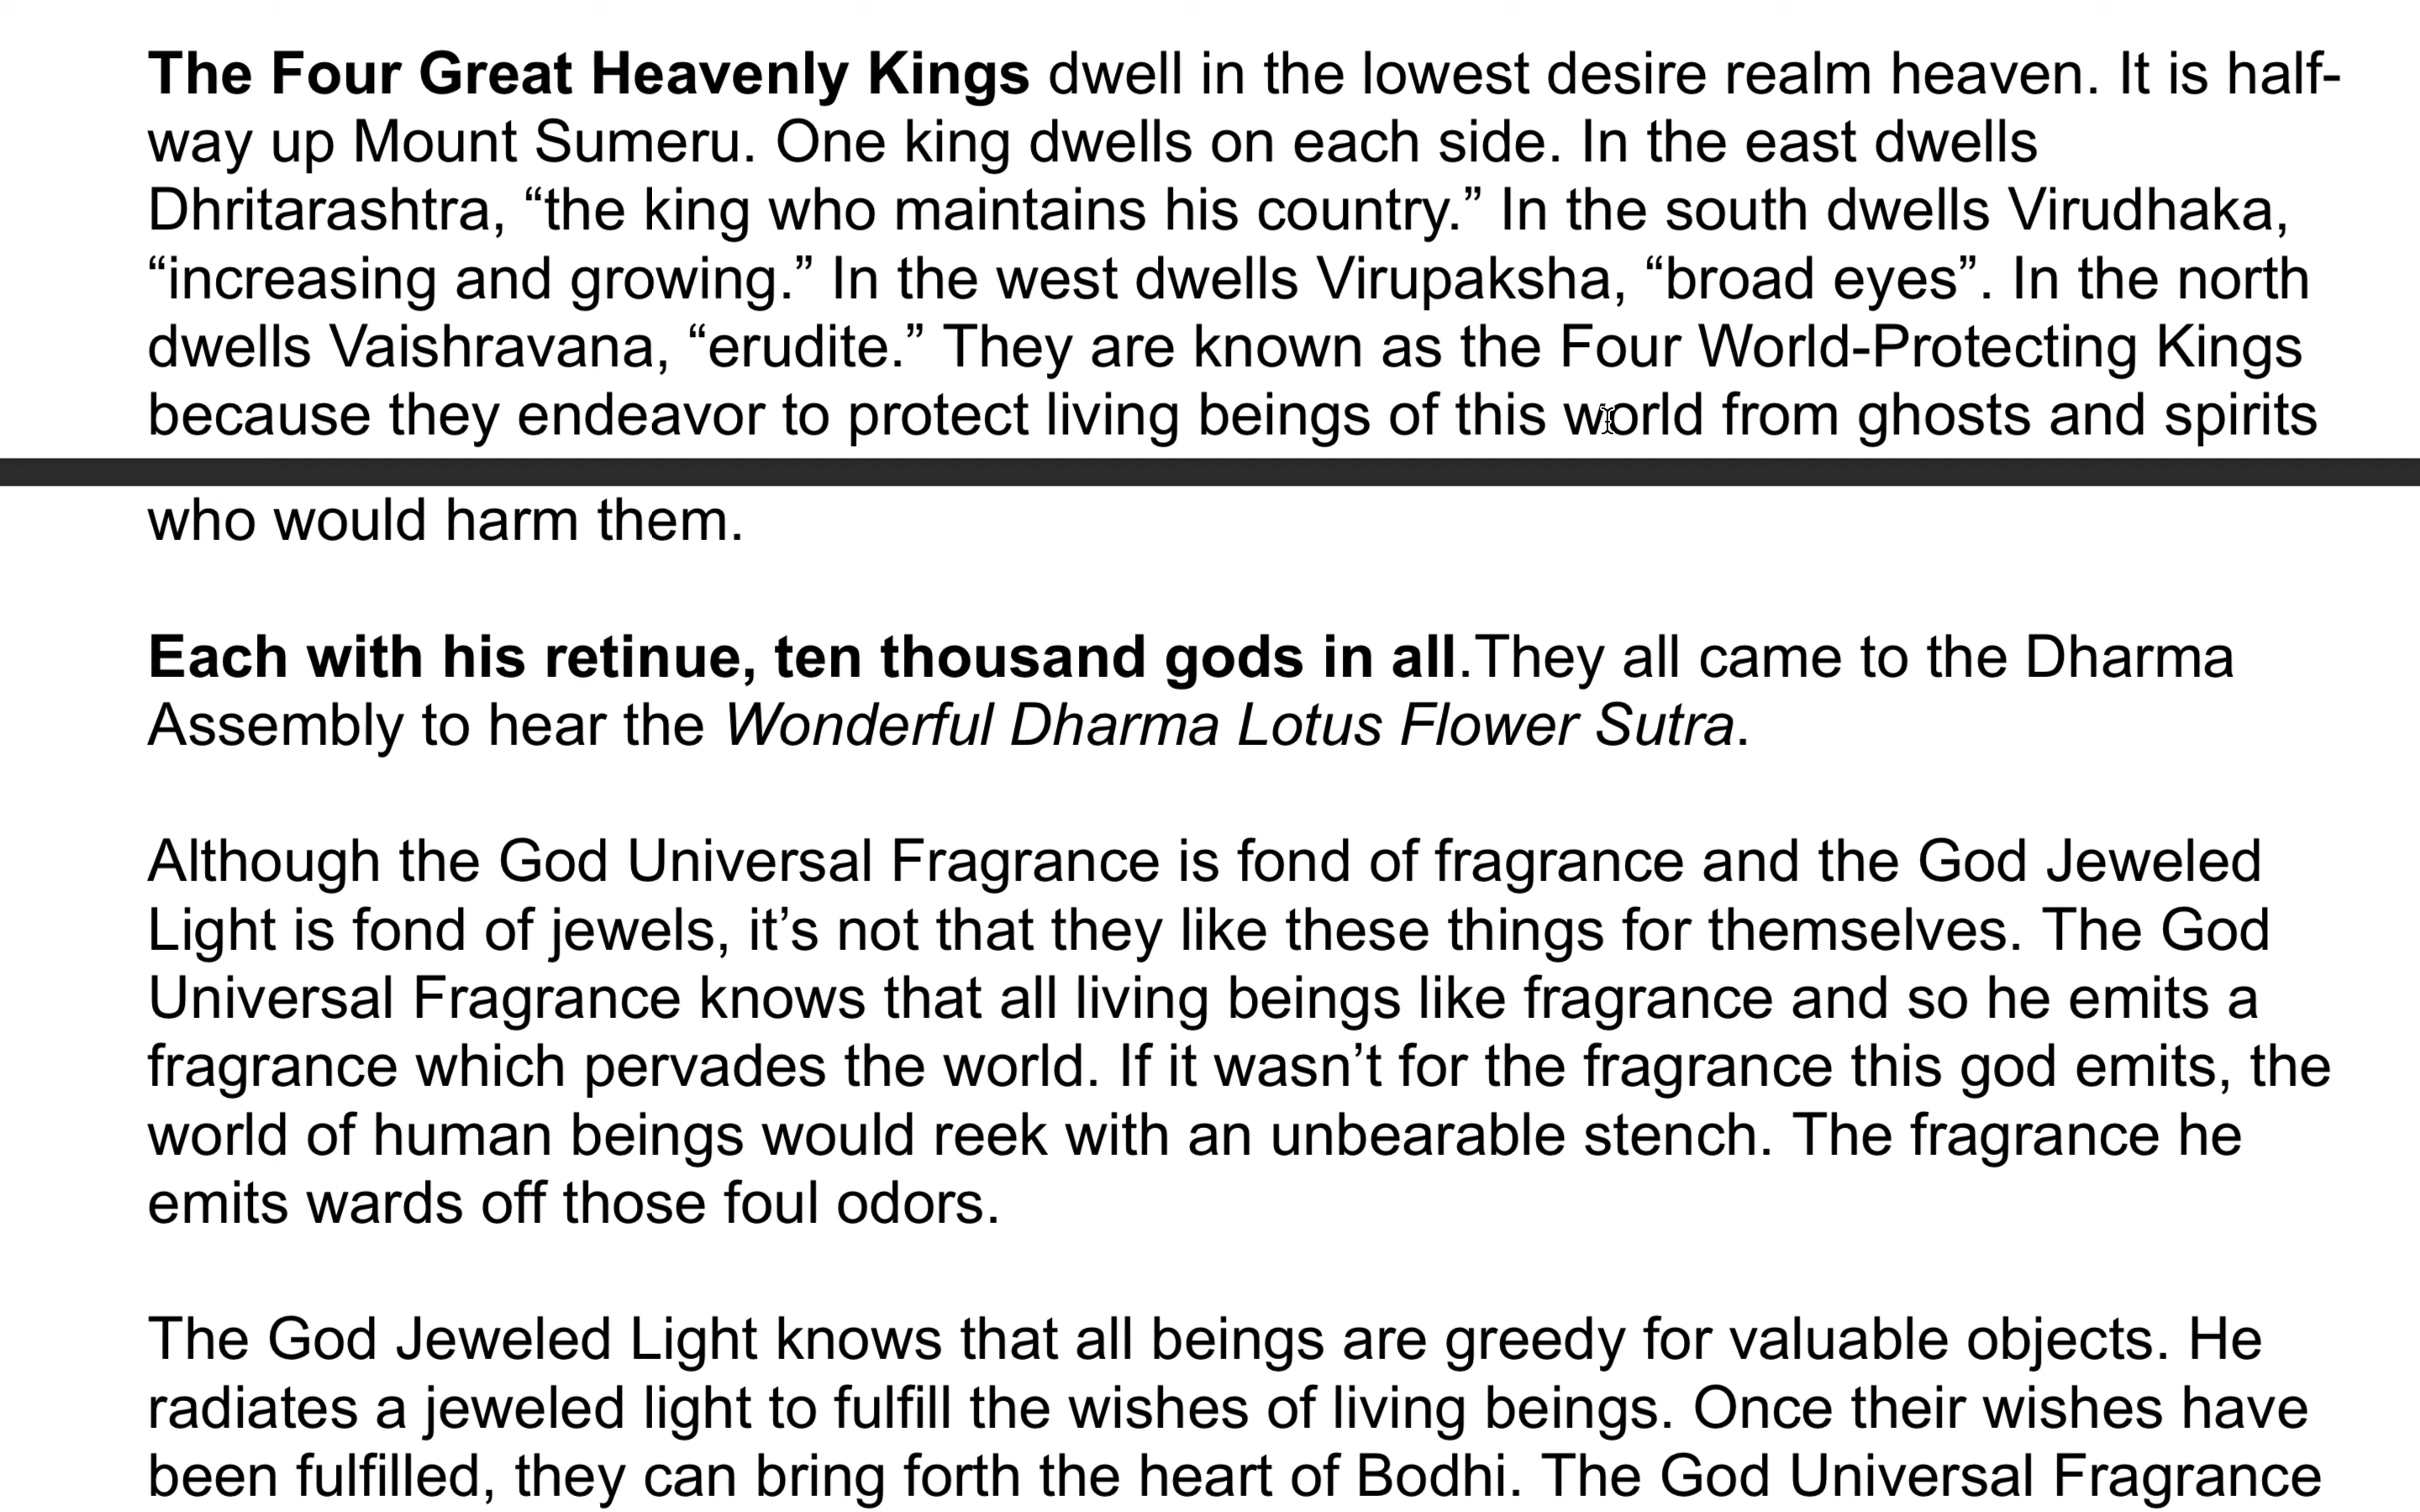 The Four Great Heavenly Kings dwell in the lowest desire realm heaven. It is half-
way up Mount Sumeru. One king dwells on each side. In the east dwells
Dhritarashtra, “the king who maintains his country.” In the south dwells Virudhaka,
“increasing and growing.” In the west dwells Virupaksha, “broad eyes”. In the north
dwells Vaishravana, “erudite.” They are known as the Four World-Protecting Kings
because they endeavor to protect living beings of this world from ghosts and spirits
who would harm them.
Each with his retinue, ten thousand gods in all.They all came to the Dharma
Assembly to hear the Wonderful Dharma Lotus Flower Sutra.
Although the God Universal Fragrance is fond of fragrance and the God Jeweled
Light is fond of jewels, it’s not that they like these things for themselves. The God
Universal Fragrance knows that all living beings like fragrance and so he emits a
fragrance which pervades the world. If it wasn’t for the fragrance this god emits, the
world of human beings would reek with an unbearable stench. The fragrance he
emits wards off those foul odors.
The God Jeweled Light knows that all beings are greedy for valuable objects. He
radiates a jeweled light to fulfill the wishes of living beings. Once their wishes have
been fulfilled, they can bring forth the heart of Bodhi. The God Universal Fragrance